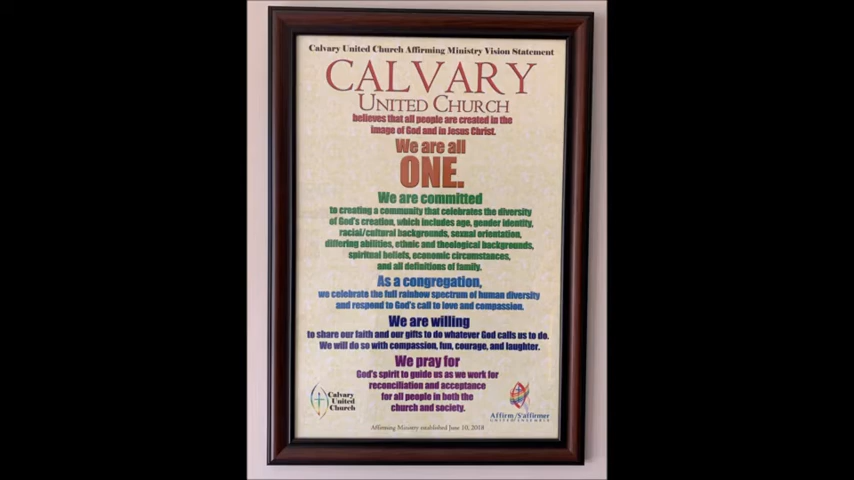 Calvary United Church Affirming Ministry Vision Statement
CALVARY
UNITED CHURCH
believes that all people are created in the
image of God and in Jesus Christ.
We are all
ONE.
We are committed
to creating a community that celebrates the diversity
of God's creation, which includes age, gender identity,
racial/cultural backgrounds, sexual orientation,
differing abilities, ethnic and theological backgrounds,
spiritual beliefs, economic circumstances,
and all definitions of family.
As a congregation,
we celebrate the full rainbow spectrum of human diversity
and respond to God's call to love and compassion.
We are willing
to share our faith and our gifts to do whatever God calls us to do.
We will do so with compassion, fun, courage, and laughter.
We pray for
God's spirit to guide us as we work for
reconciliation and acceptance
for all people in both the
church and society.
Calvary
United
Church
Affirm/S'affirmer
UNITED/ENSEMBLE
Affirming Ministry established June 10, 2018